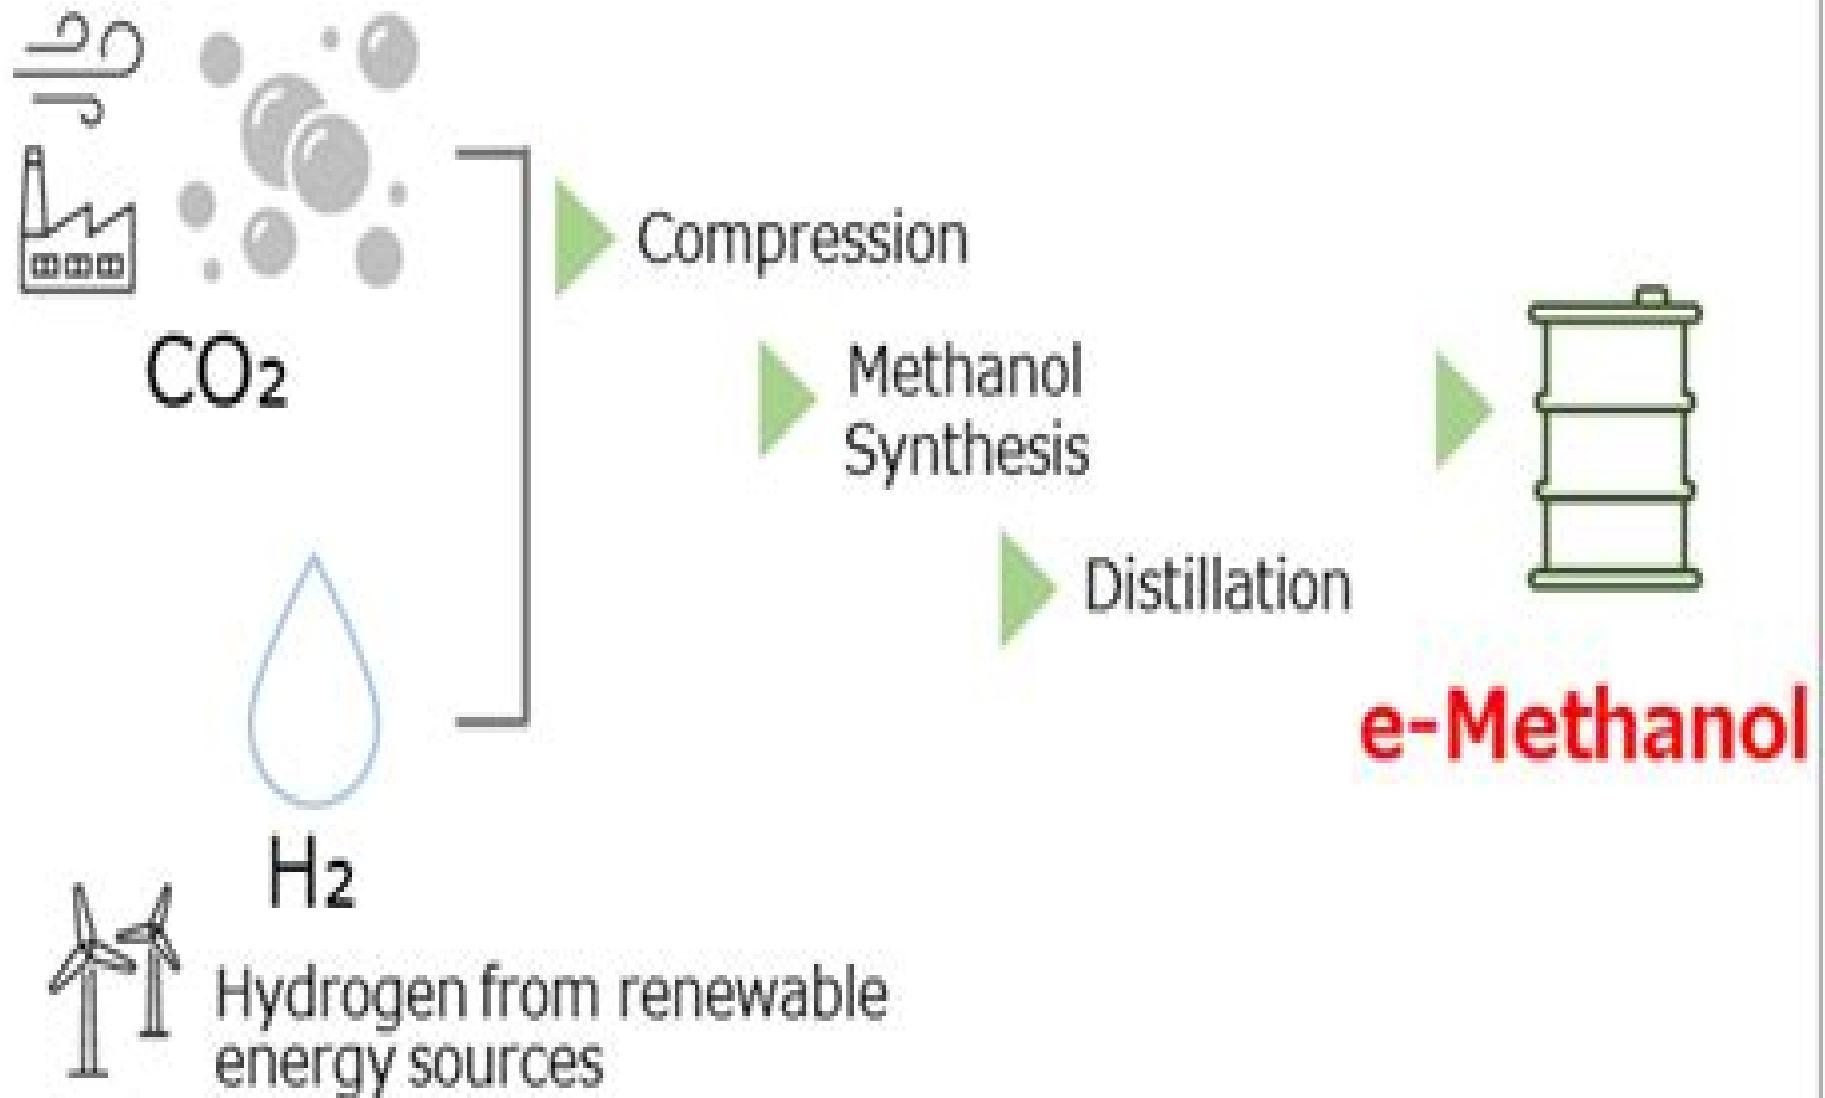 CO₂
Compression
Methanol
Synthesis
Distillation
e-Methanol
H₂
Hydrogen from renewable
energy sources